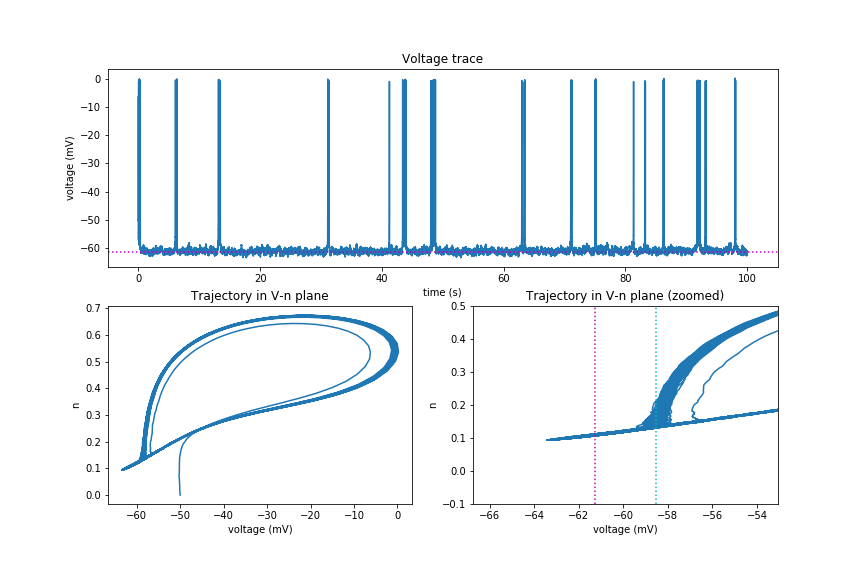 Voltage trace
voltage (mV)
0
−10
−20
−30
−40
−50
−60
0 20 40 60 80 100
time (s)
Trajectory in V-n plane
n
0.7
0.6
0.5
0.4
0.3
0.2
0.1
0.0
−60 −50 −40 −30 −20 −10 0
voltage (mV)
Trajectory in V-n plane (zoomed)
n
0.5
0.4
0.3
0.2
0.1
0.0
−0.1
−66 −64 −62 −60 −58 −56 −54
voltage (mV)